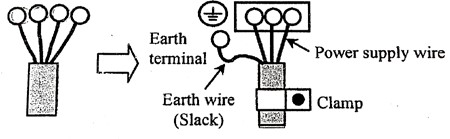 Earth
terminal
Power supply wire
Earth wire
(Slack)
Clamp